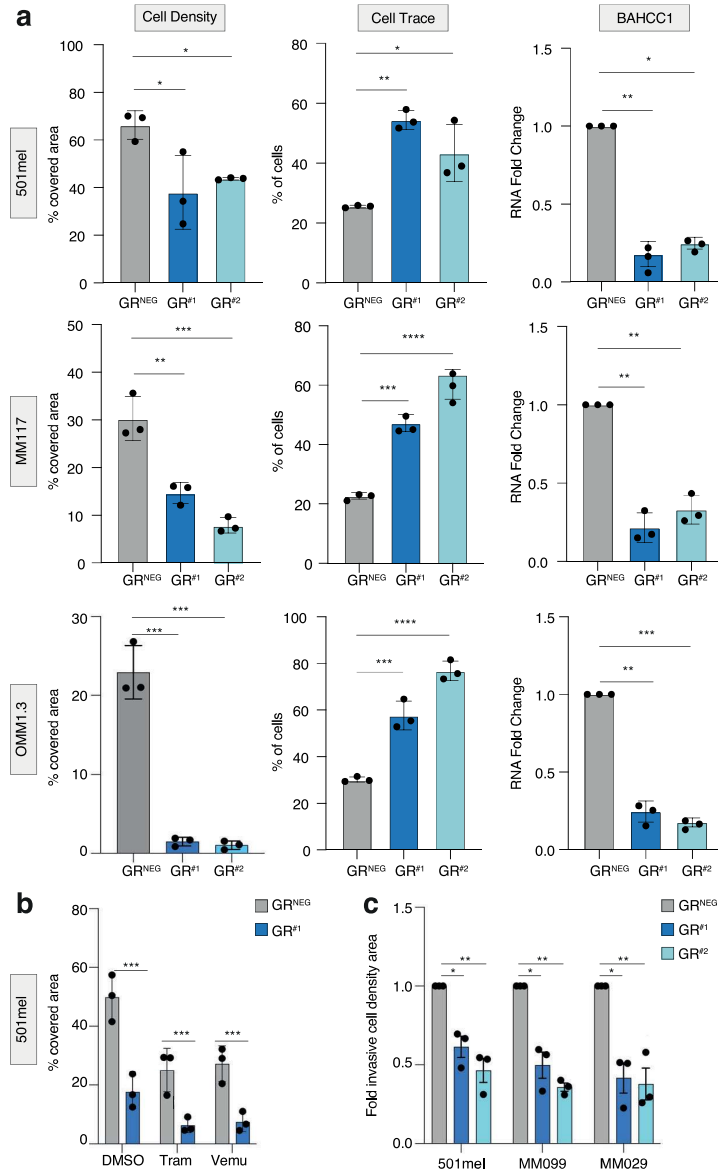 a
Cell Density
Cell Trace
BAHCC1
501mel
% covered area
100
80
60
40
20
0
*
*
GR^NEG GR^#1 GR^#2
% of cells
80
60
40
20
0
*
**
GR^NEG GR^#1 GR^#2
RNA Fold Change
1.5
1.0
0.5
0.0
*
**
GR^NEG GR^#1 GR^#2
MM117
% covered area
50
30
30
20
10
0
***
**
GR^NEG GR^#1 GR^#2
% of cells
80
60
40
20
0
****
***
GR^NEG GR^#1 GR^#2
RNA Fold Change
1.5
1.0
0.5
0.0
**
**
GR^NEG GR^#1 GR^#2
OMM1.3
% covered area
30
20
10
0
***
***
GR^NEG GR^#1 GR^#2
% of cells
100
80
60
40
20
0
****
***
GR^NEG GR^#1 GR^#2
RNA Fold Change
1.5
1.0
0.5
0.0
***
**
GR^NEG GR^#1 GR^#2
b
GR^NEG
GR^#1
501mel
% covered area
80
60
40
20
0
***
***
***
DMSO Tram Vemu
c
GR^NEG
GR^#1
GR^#2
Fold invasive cell density area
1.5
1.0
0.5
0.0
**
*
**
*
**
*
501mel MM099 MM029